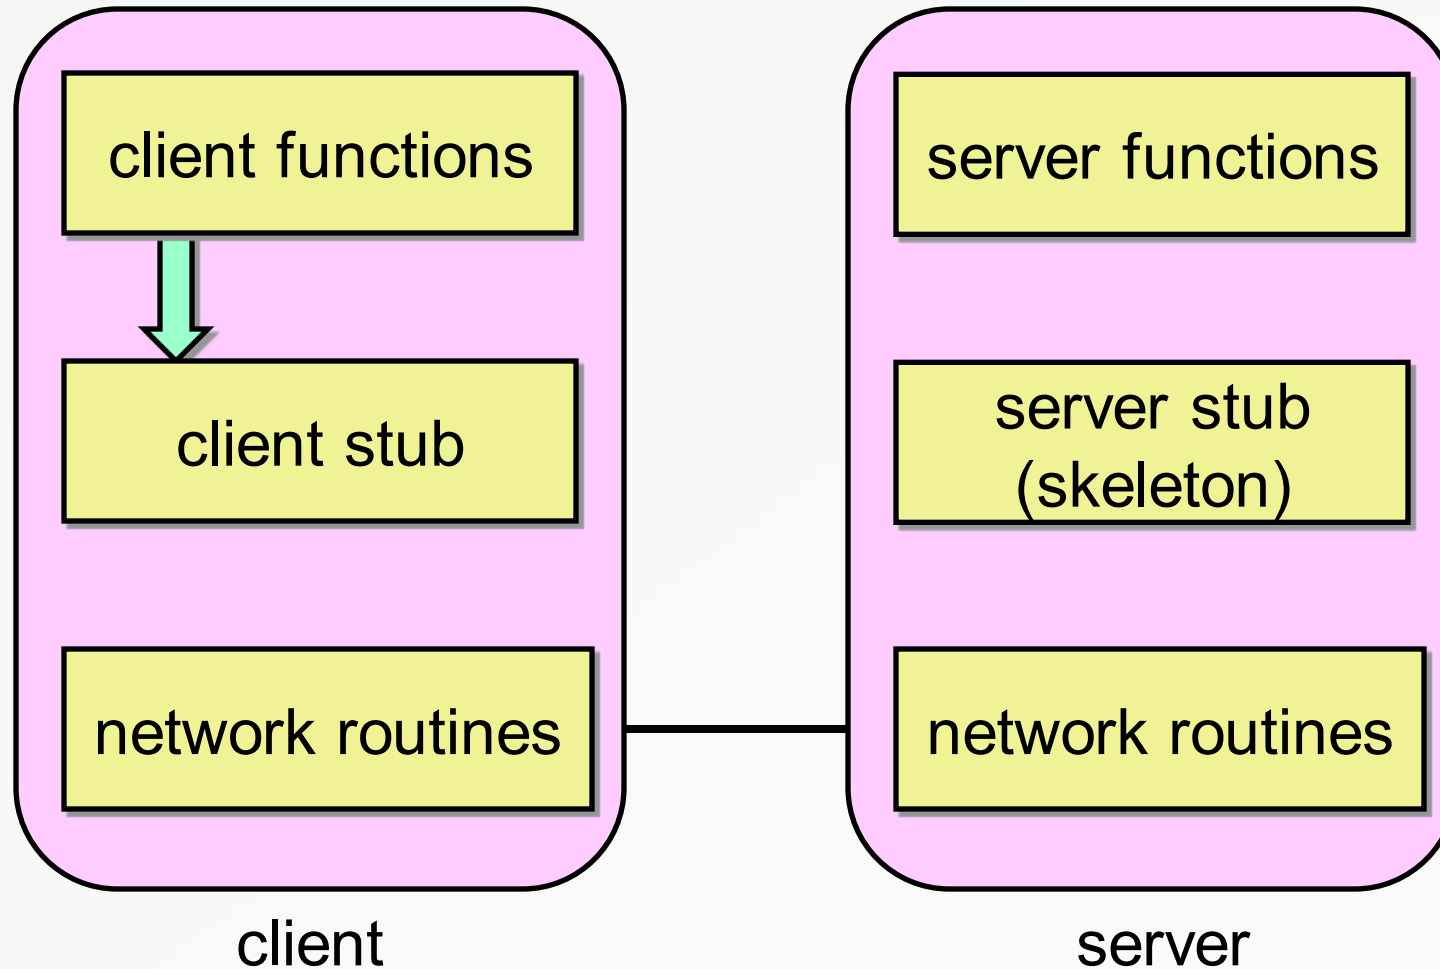 client functions
client stub
network routines
client
server functions
server stub
(skeleton)
network routines
server